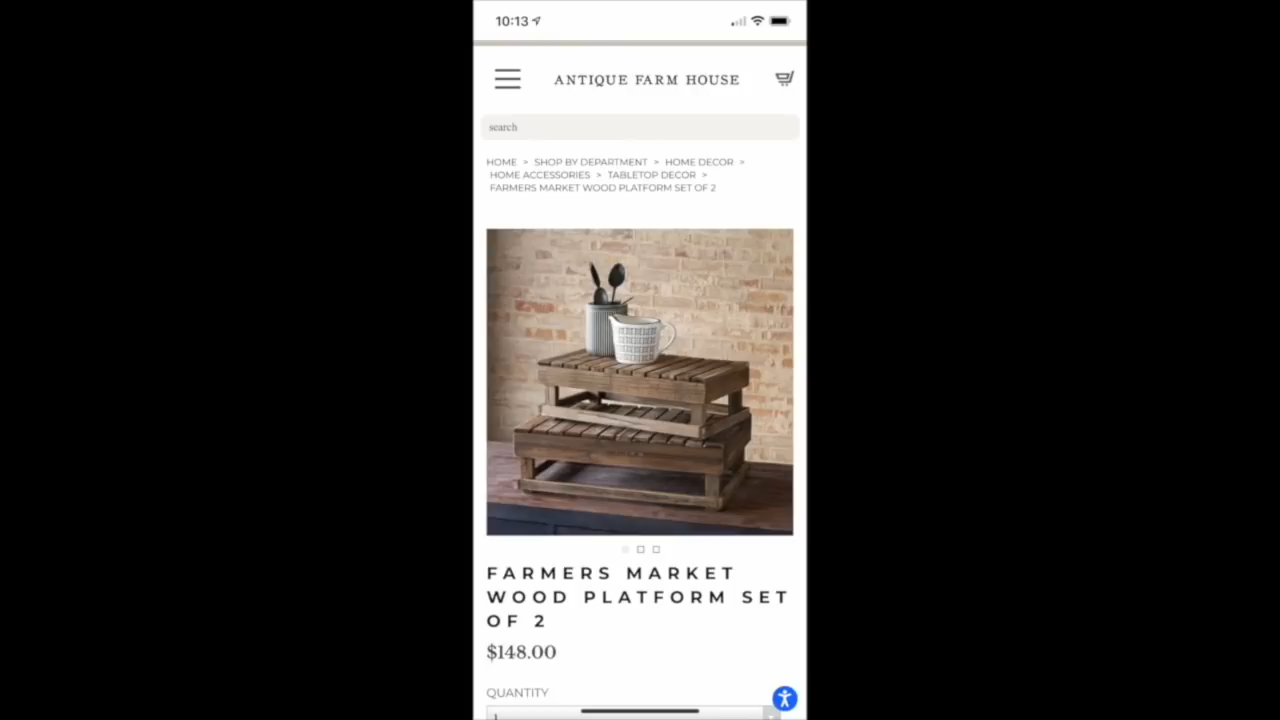 10:13
ANTIQUE FARM HOUSE
search
HOME > SHOP BY DEPARTMENT > HOME DECOR >
HOME ACCESSORIES > TABLETOP DECOR >
FARMERS MARKET WOOD PLATFORM SET OF 2
FARMERS MARKET
WOOD PLATFORM SET
OF 2
$148.00
QUANTITY